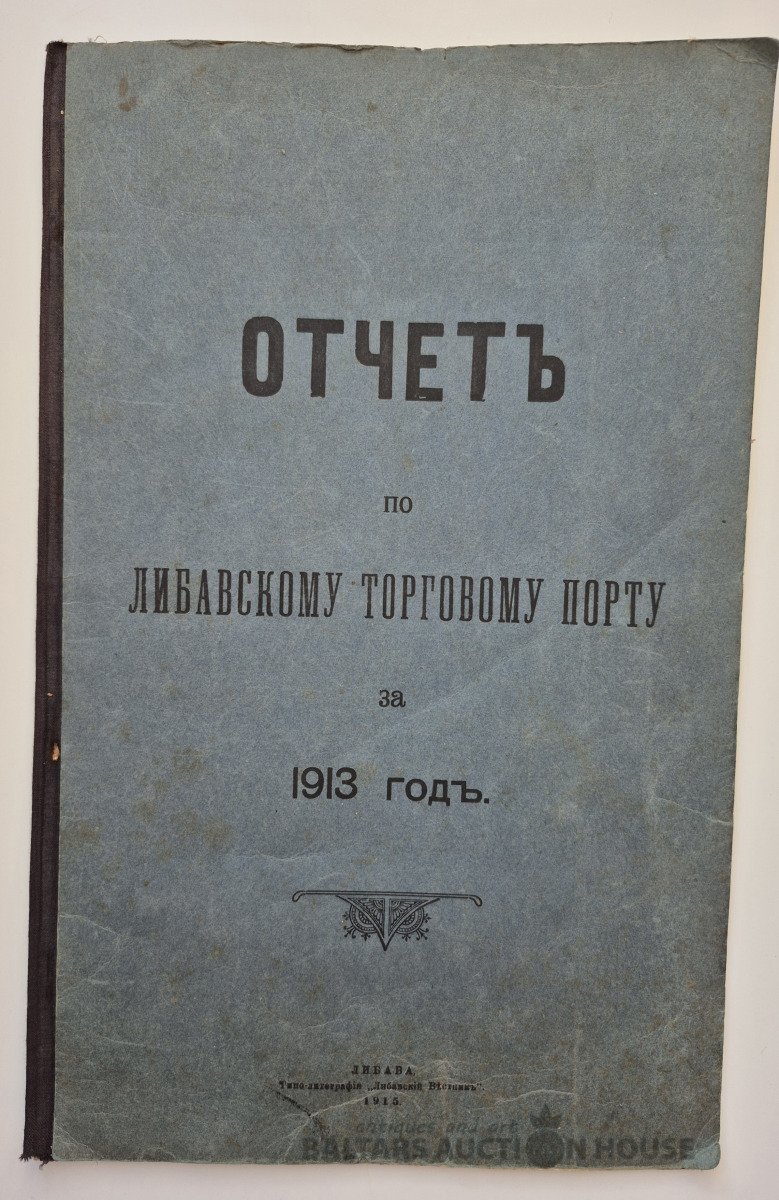 ОТЧЕТЪ
по
ЛИБАВСКОМУ ТОРГОВОМУ ПОРТУ
за
1913 годъ.
ЛИБАВА.
Типо-литографія „Либавскій Вѣстникъ“.
1915.
antiques and art
BALTARS AUCTION HOUSE